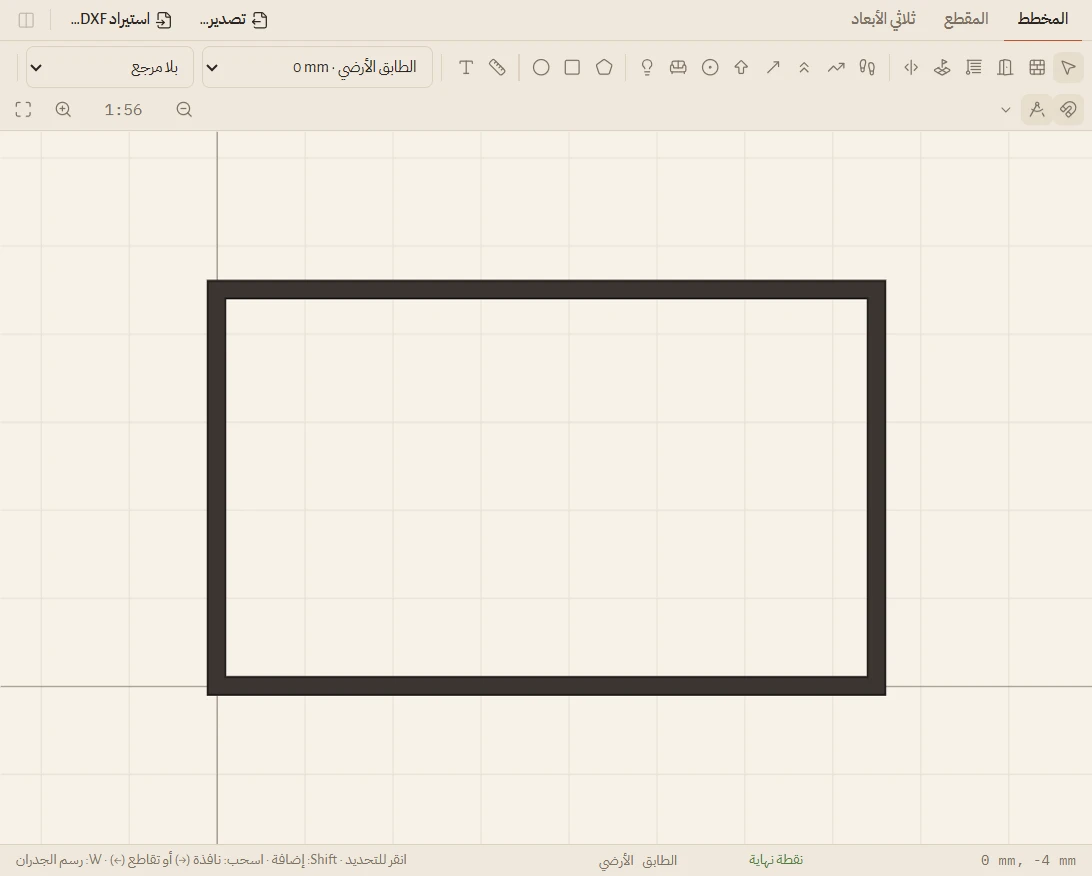 المخطط
المقطع
ثلاثي الأبعاد
تصدير...
استيراد DXF...
الطابق الأرضي · 0 mm
بلا مرجع
1:56
0 mm, -4 mm
نقطة نهاية
الطابق الأرضي
انقر للتحديد · Shift: إضافة · اسحب: نافذة (→) أو تقاطع (←) · W: رسم الجدران